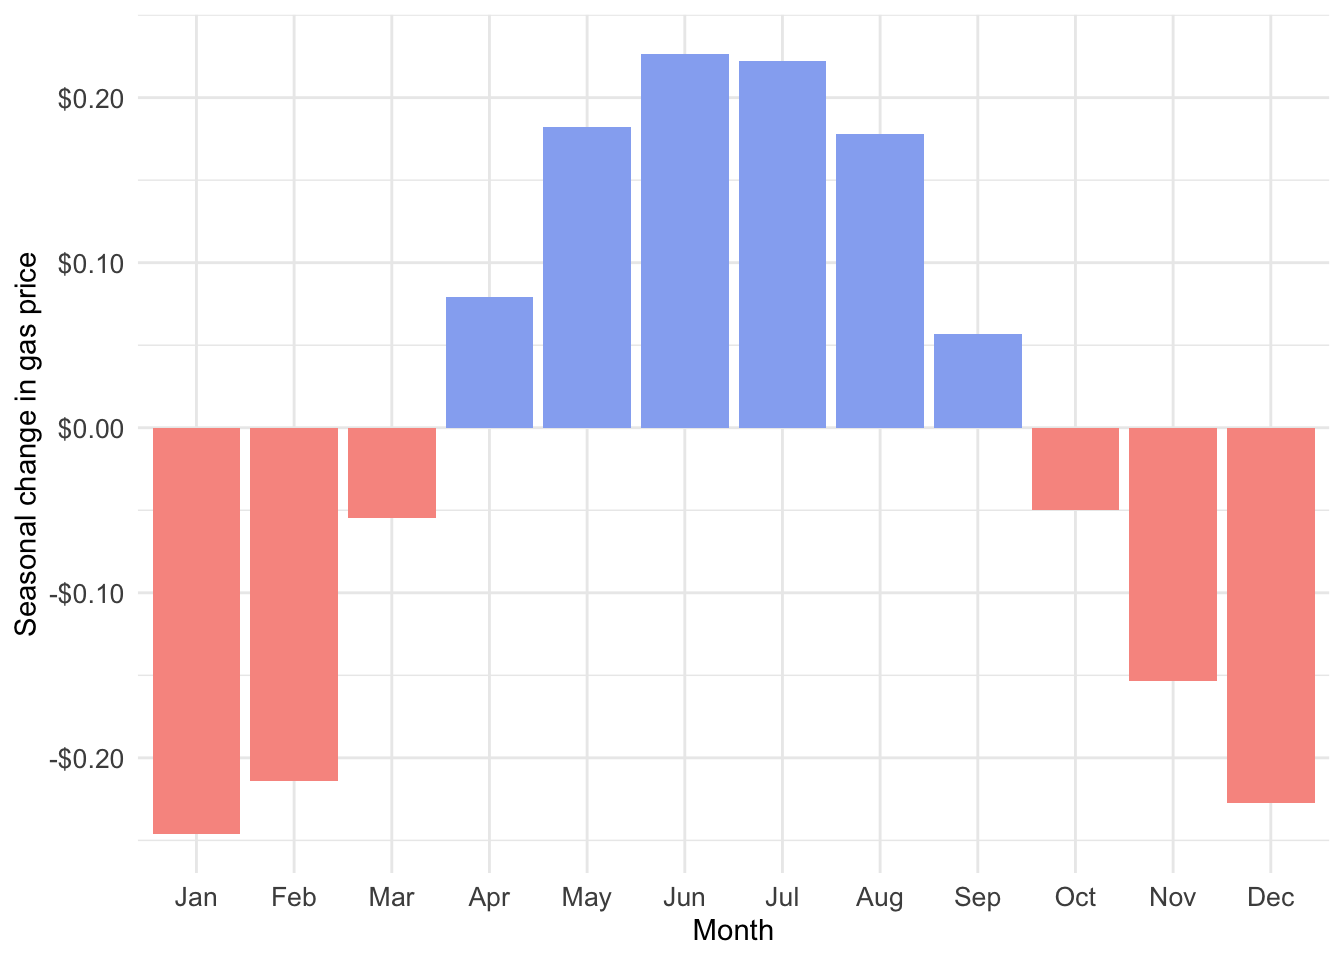 Seasonal change in gas price
$0.20
$0.10
$0.00
-$0.10
-$0.20
Jan Feb Mar Apr May Jun Jul Aug Sep Oct Nov Dec
Month